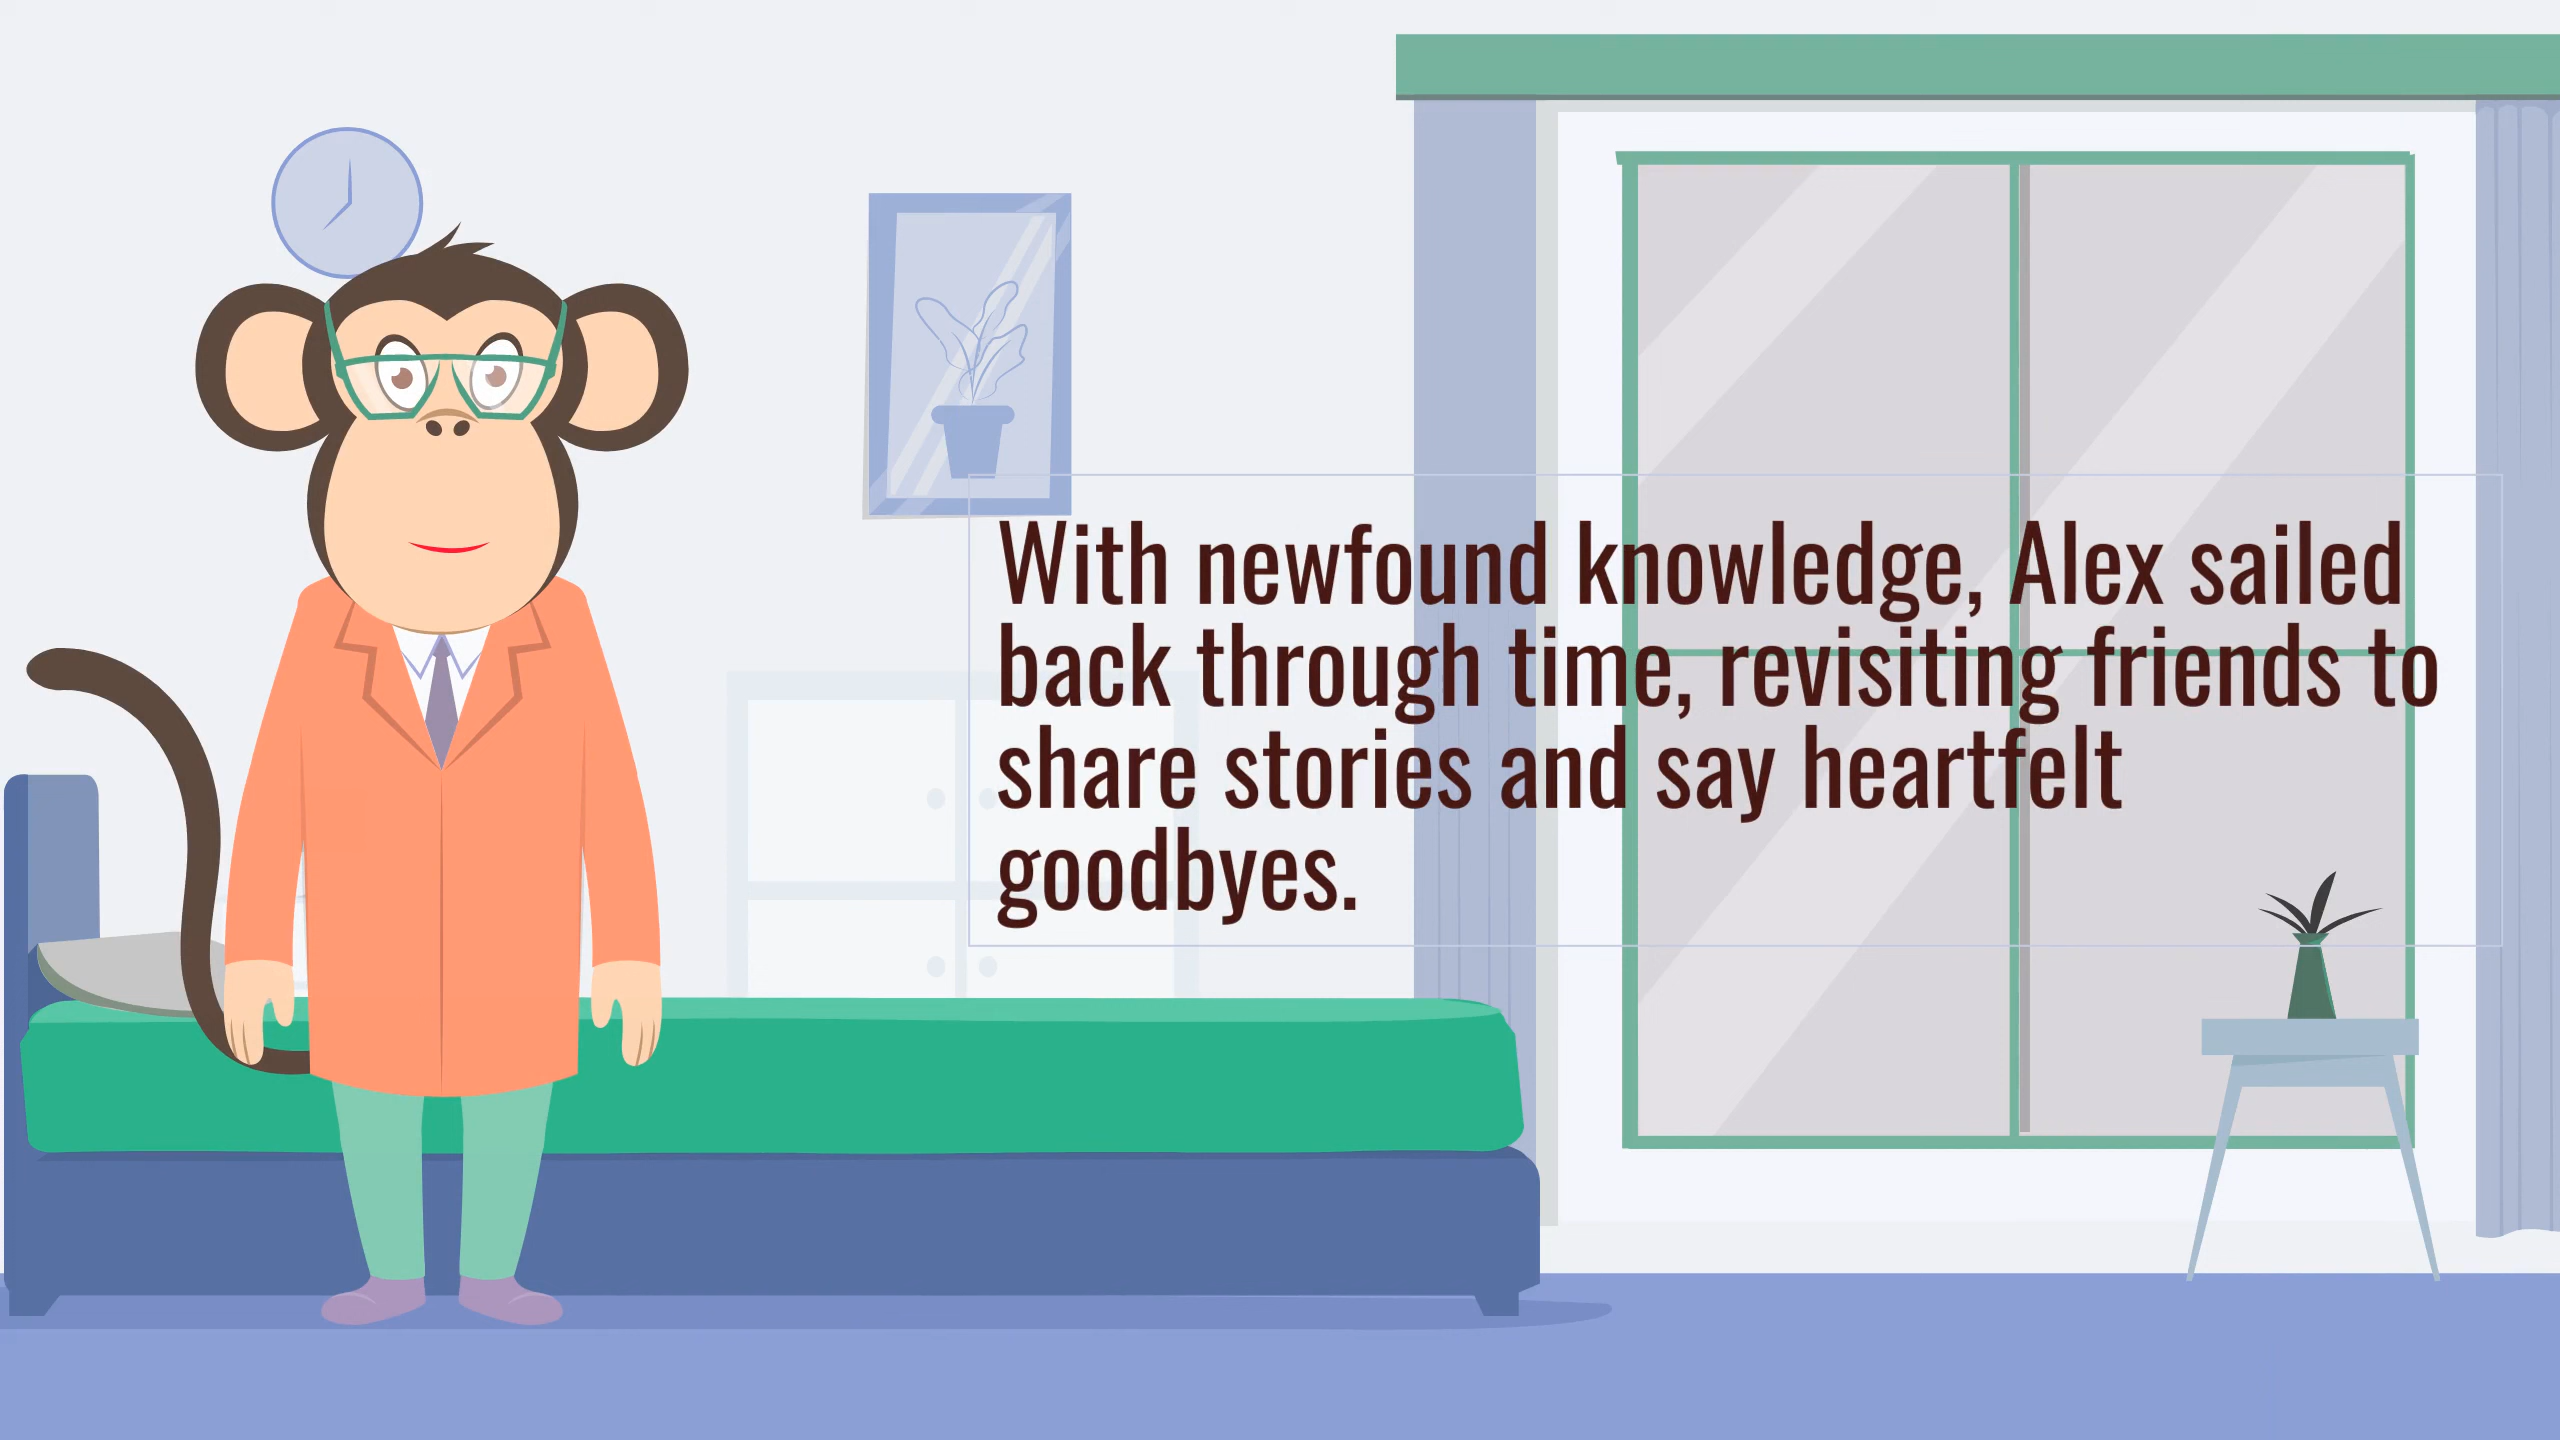 With newfound knowledge, Alex sailed
back through time, revisiting friends to
share stories and say heartfelt
goodbyes.